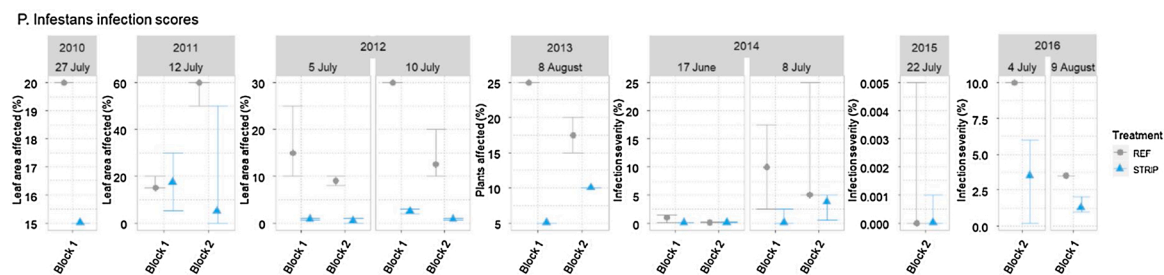 P. Infestans infection scores
2010
27 July
Leaf area affected (%)
20
19
18
17
16
15
Block 1
2011
12 July
Leaf area affected (%)
60
40
20
0
Block 1
Block 2
2012
5 July
10 July
Leaf area affected (%)
30
20
10
0
Block 1
Block 2
Block 1
Block 2
2013
8 August
Plants affected (%)
25
20
15
10
5
Block 1
Block 2
2014
17 June
8 July
Infection severity (%)
25
20
15
10
5
0
Block 1
Block 2
Block 1
Block 2
2015
22 July
Infection severity (%)
0.005
0.004
0.003
0.002
0.001
0.000
Block 2
2016
4 July
9 August
Infection severity (%)
10.0
7.5
5.0
2.5
0.0
Block 2
Block 1
Treatment
REF
STRIP